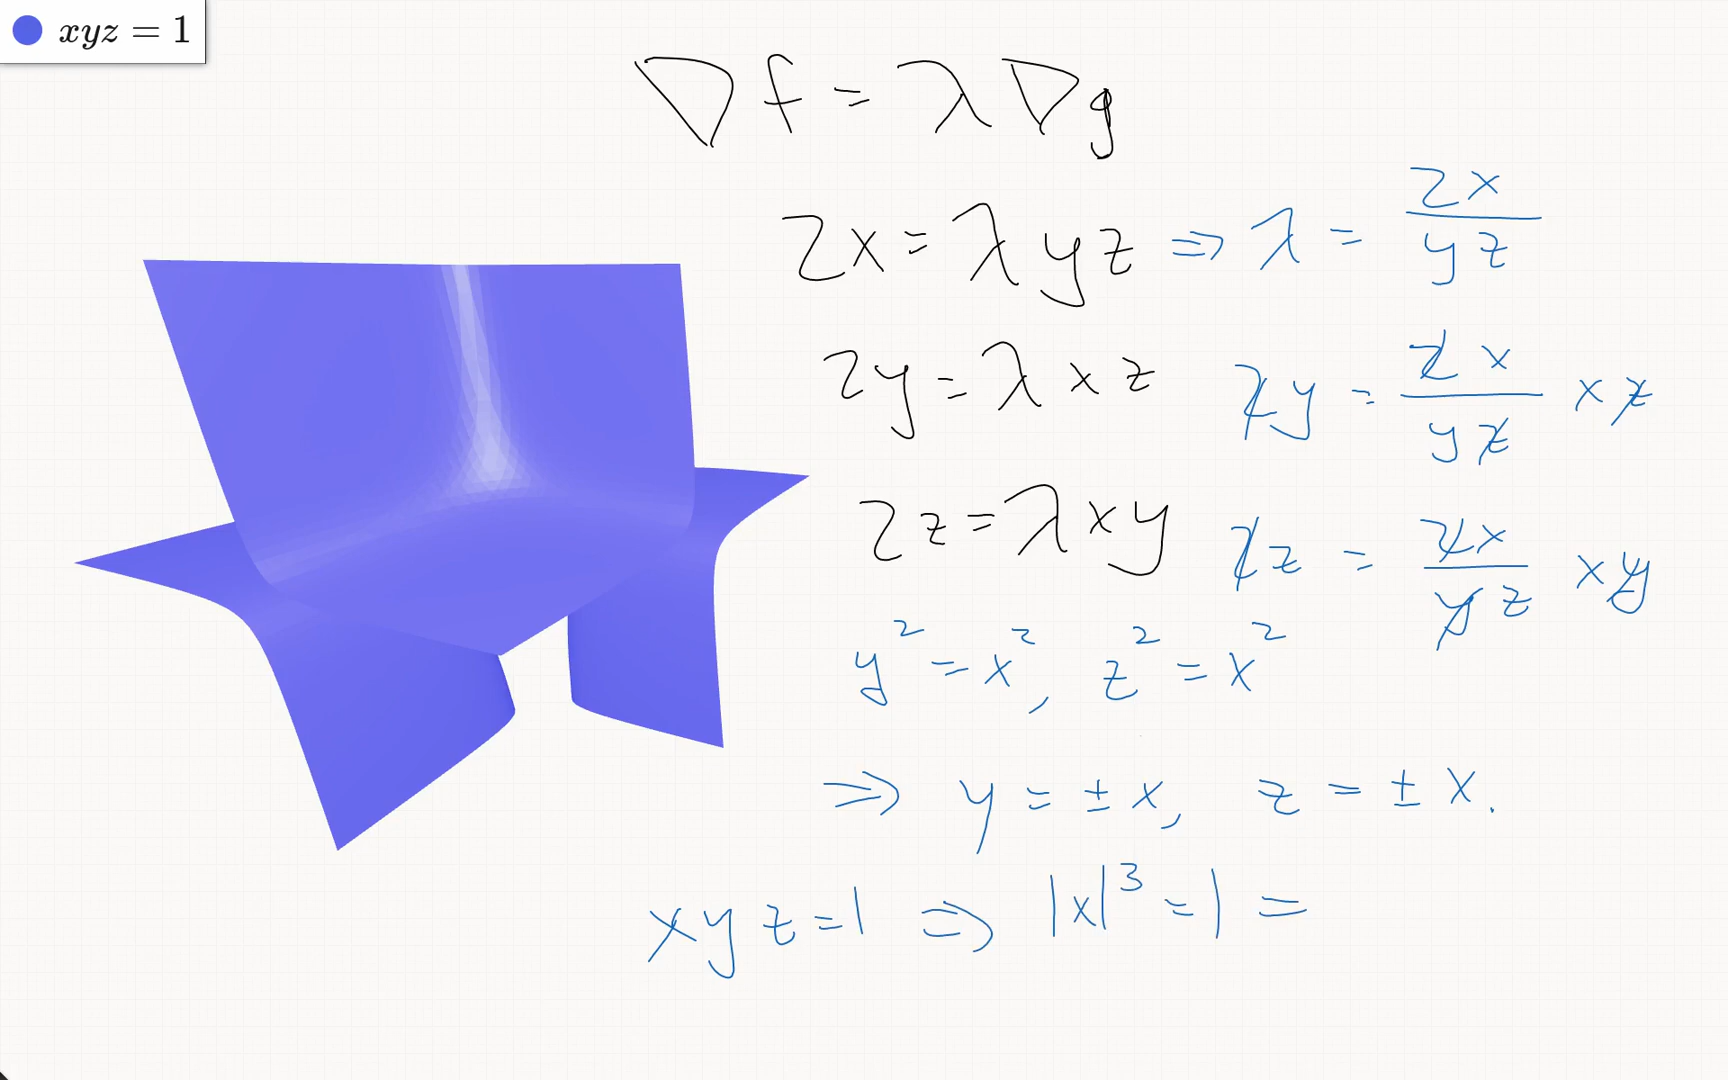 xyz = 1
∇f = λ∇g
2x = λyz ⇒ λ = 2x/yz
2y = λxz 2y = 2x/yz xz
2z = λxy 2z = 2x/yz xy
y² = x², z² = x²
⇒ y = ±x, z = ±x.
xyz = 1 ⇒ |x|³ = 1 =